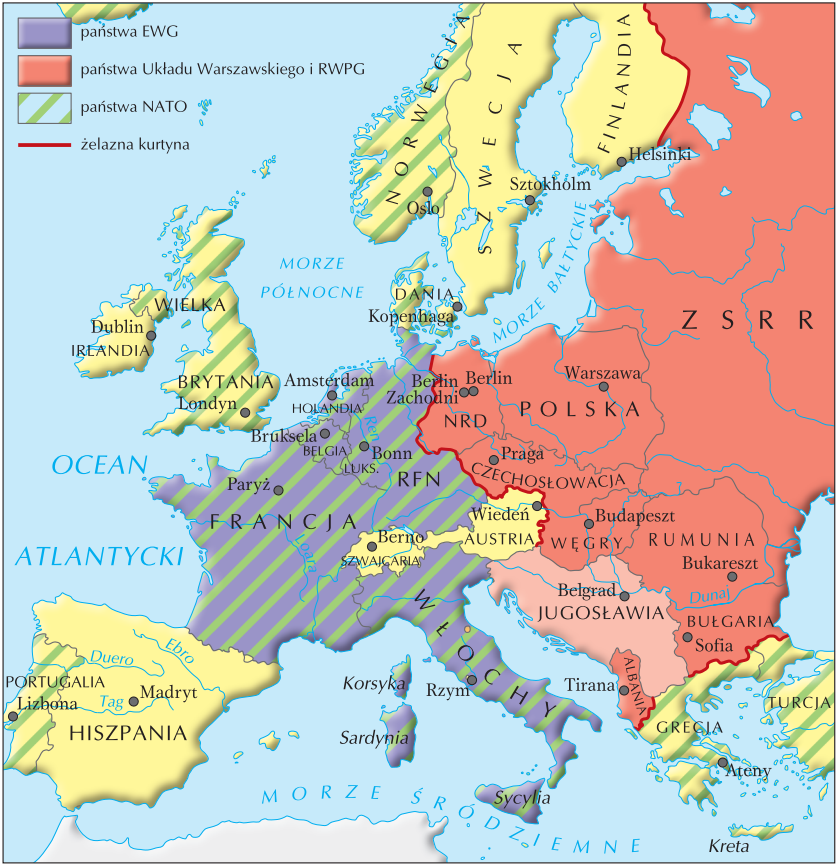 państwa EWG
państwa Układu Warszawskiego i RWPG
państwa NATO
żelazna kurtyna
NORWEGIA
SZWECJA
FINLANDIA
Helsinki
Sztokholm
Oslo
MORZE
PÓŁNOCNE
MORZE BAŁTYCKIE
DANIA
Kopenhaga
WIELKA
BRYTANIA
Dublin
IRLANDIA
Londyn
ZSRR
Amsterdam
HOLANDIA
Berlin
Zachodni
Berlin
Warszawa
NRD
POLSKA
Bruksela
BELGIA
LUKS.
Ren
Bonn
RFN
Praga
CZECHOSŁOWACJA
OCEAN
ATLANTYCKI
Paryż
FRANCJA
Loara
Berno
SZWAJCARIA
Wiedeń
AUSTRIA
Budapeszt
WĘGRY
RUMUNIA
Bukareszt
Dunaj
Belgrad
JUGOSŁAWIA
BUŁGARIA
Sofia
WŁOCHY
Rzym
Korsyka
Sardynia
Sycylia
Tirana
ALBANIA
GRECJA
Ateny
Kreta
TURCJA
Ebro
Duero
Tag
PORTUGALIA
Lizbona
Madryt
HISZPANIA
MORZE ŚRÓDZIEMNE